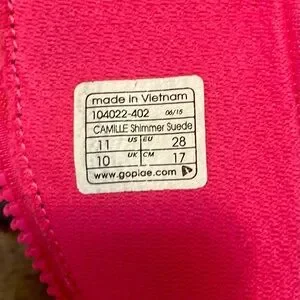 made in Vietnam
104022-402 06/15
CAMILLE Shimmer Suede
11 US EU 28
10 UK CM 17
www.gopiae.com